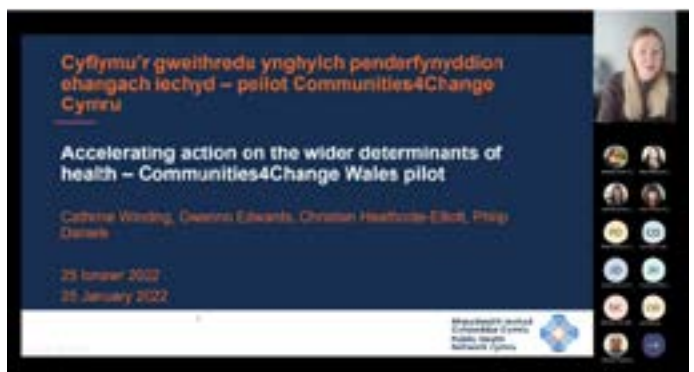 Cyflymu'r gweithredu ynghylch penderfynyddion
ehangach iechyd – peilot Communities4Change
Cymru
Accelerating action on the wider determinants of
health – Communities4Change Wales pilot
Cathrine Winding, Gwenno Edwards, Christian Heathcote-Elliott, Philip
Daniels
25 Ionawr 2022
25 January 2022
Rhwydwaith Iechyd
Cyhoeddus Cymru
Public Health
Network Cymru